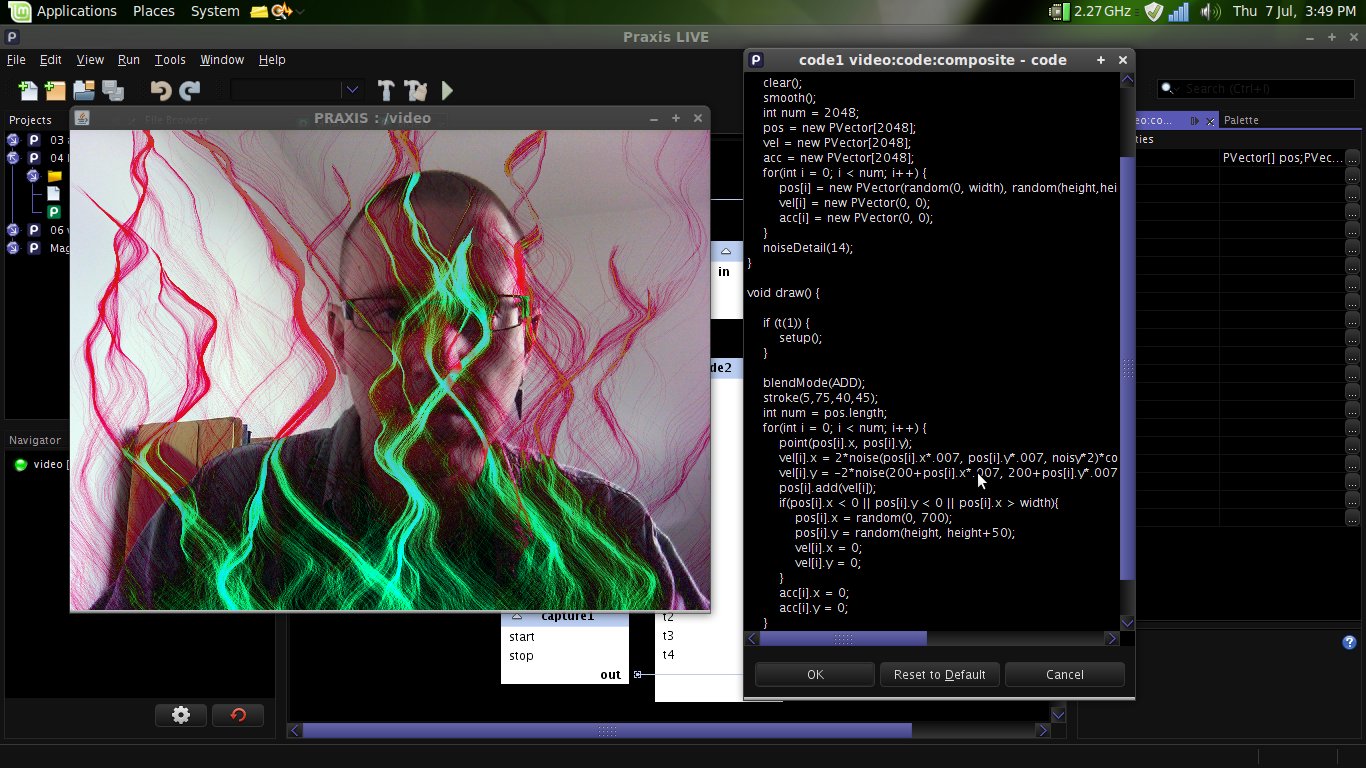 Applications Places System
2.27 GHz
Thu 7 Jul, 3:49 PM
Praxis LIVE
File Edit View Run Tools Window Help
Search (Ctrl+I)
Projects
File Browser
03
04
06
Mag
Navigator
video [
PRAXIS : /video
in
de2
capture1
start
stop
out
t2
t3
t4
code1 video:code:composite - code
clear();
smooth();
int num = 2048;
pos = new PVector[2048];
vel = new PVector[2048];
acc = new PVector[2048];
for(int i = 0; i < num; i++) {
pos[i] = new PVector(random(0, width), random(height,hei
vel[i] = new PVector(0, 0);
acc[i] = new PVector(0, 0);
}
noiseDetail(14);
}
void draw() {
if (t(1)) {
setup();
}
blendMode(ADD);
stroke(5,75,40,45);
int num = pos.length;
for(int i = 0; i < num; i++) {
point(pos[i].x, pos[i].y);
vel[i].x = 2*noise(pos[i].x*.007, pos[i].y*.007, noisy*2)*co
vel[i].y = -2*noise(200+pos[i].x*.007, 200+pos[i].y*.007
pos[i].add(vel[i]);
if(pos[i].x < 0 || pos[i].y < 0 || pos[i].x > width){
pos[i].x = random(0, 700);
pos[i].y = random(height, height+50);
vel[i].x = 0;
vel[i].y = 0;
}
acc[i].x = 0;
acc[i].y = 0;
}
OK Reset to Default Cancel
eo:co...
Palette
ties
PVector[] pos;PVec...